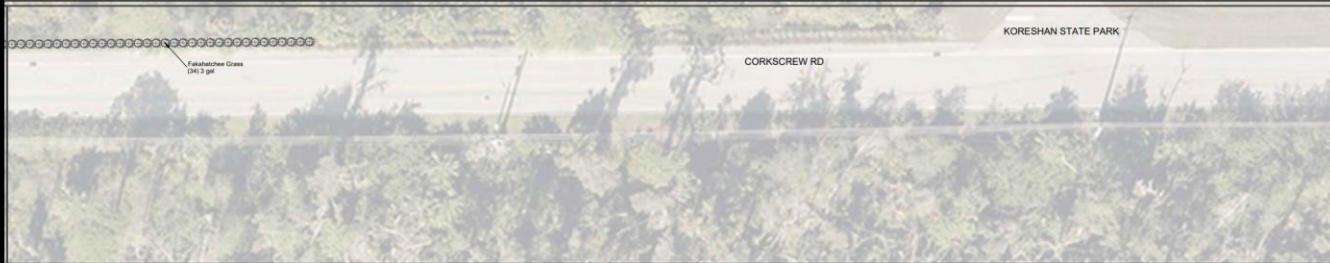 KORESHAN STATE PARK
CORKSCREW RD
Fakahatchee Grass
(34) 3 gal